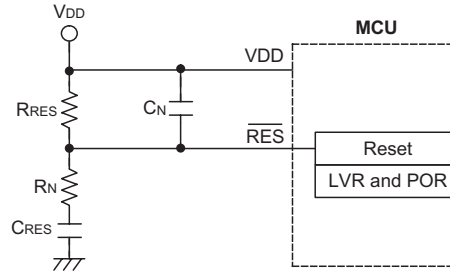 VDD
MCU
VDD
RRES
CN
RES
Reset
RN
LVR and POR
CRES